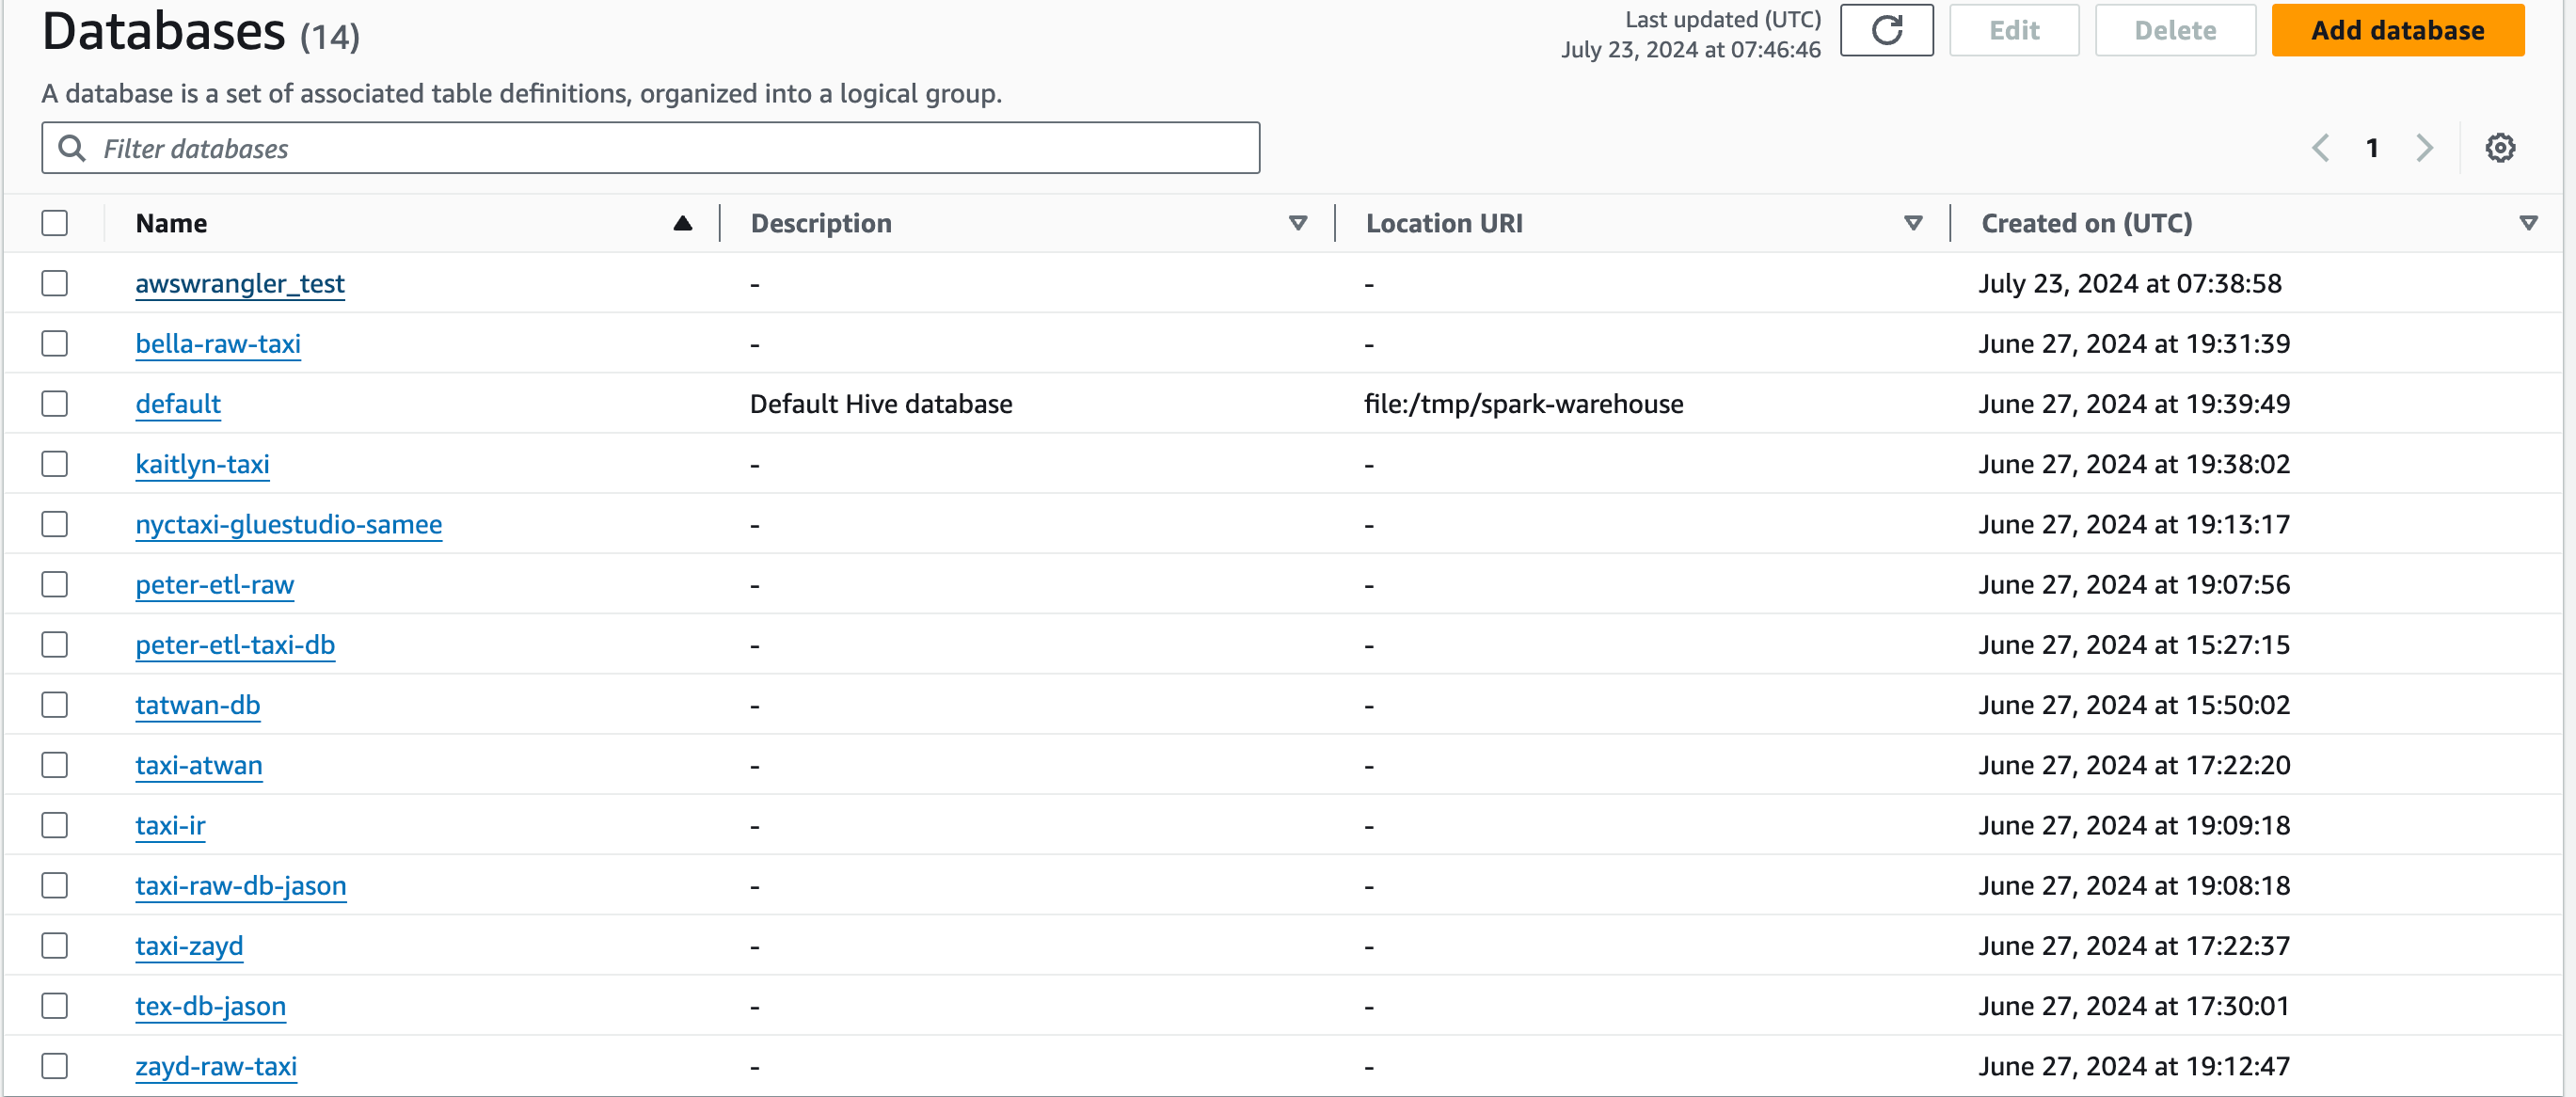 Databases (14)
Last updated (UTC)
July 23, 2024 at 07:46:46
Edit
Delete
Add database
A database is a set of associated table definitions, organized into a logical group.
Filter databases
1
Name Description Location URI Created on (UTC)
awswrangler_test - - July 23, 2024 at 07:38:58
bella-raw-taxi - - June 27, 2024 at 19:31:39
default Default Hive database file:/tmp/spark-warehouse June 27, 2024 at 19:39:49
kaitlyn-taxi - - June 27, 2024 at 19:38:02
nyctaxi-gluestudio-samee - - June 27, 2024 at 19:13:17
peter-etl-raw - - June 27, 2024 at 19:07:56
peter-etl-taxi-db - - June 27, 2024 at 15:27:15
tatwan-db - - June 27, 2024 at 15:50:02
taxi-atwan - - June 27, 2024 at 17:22:20
taxi-ir - - June 27, 2024 at 19:09:18
taxi-raw-db-jason - - June 27, 2024 at 19:08:18
taxi-zayd - - June 27, 2024 at 17:22:37
tex-db-jason - - June 27, 2024 at 17:30:01
zayd-raw-taxi - - June 27, 2024 at 19:12:47